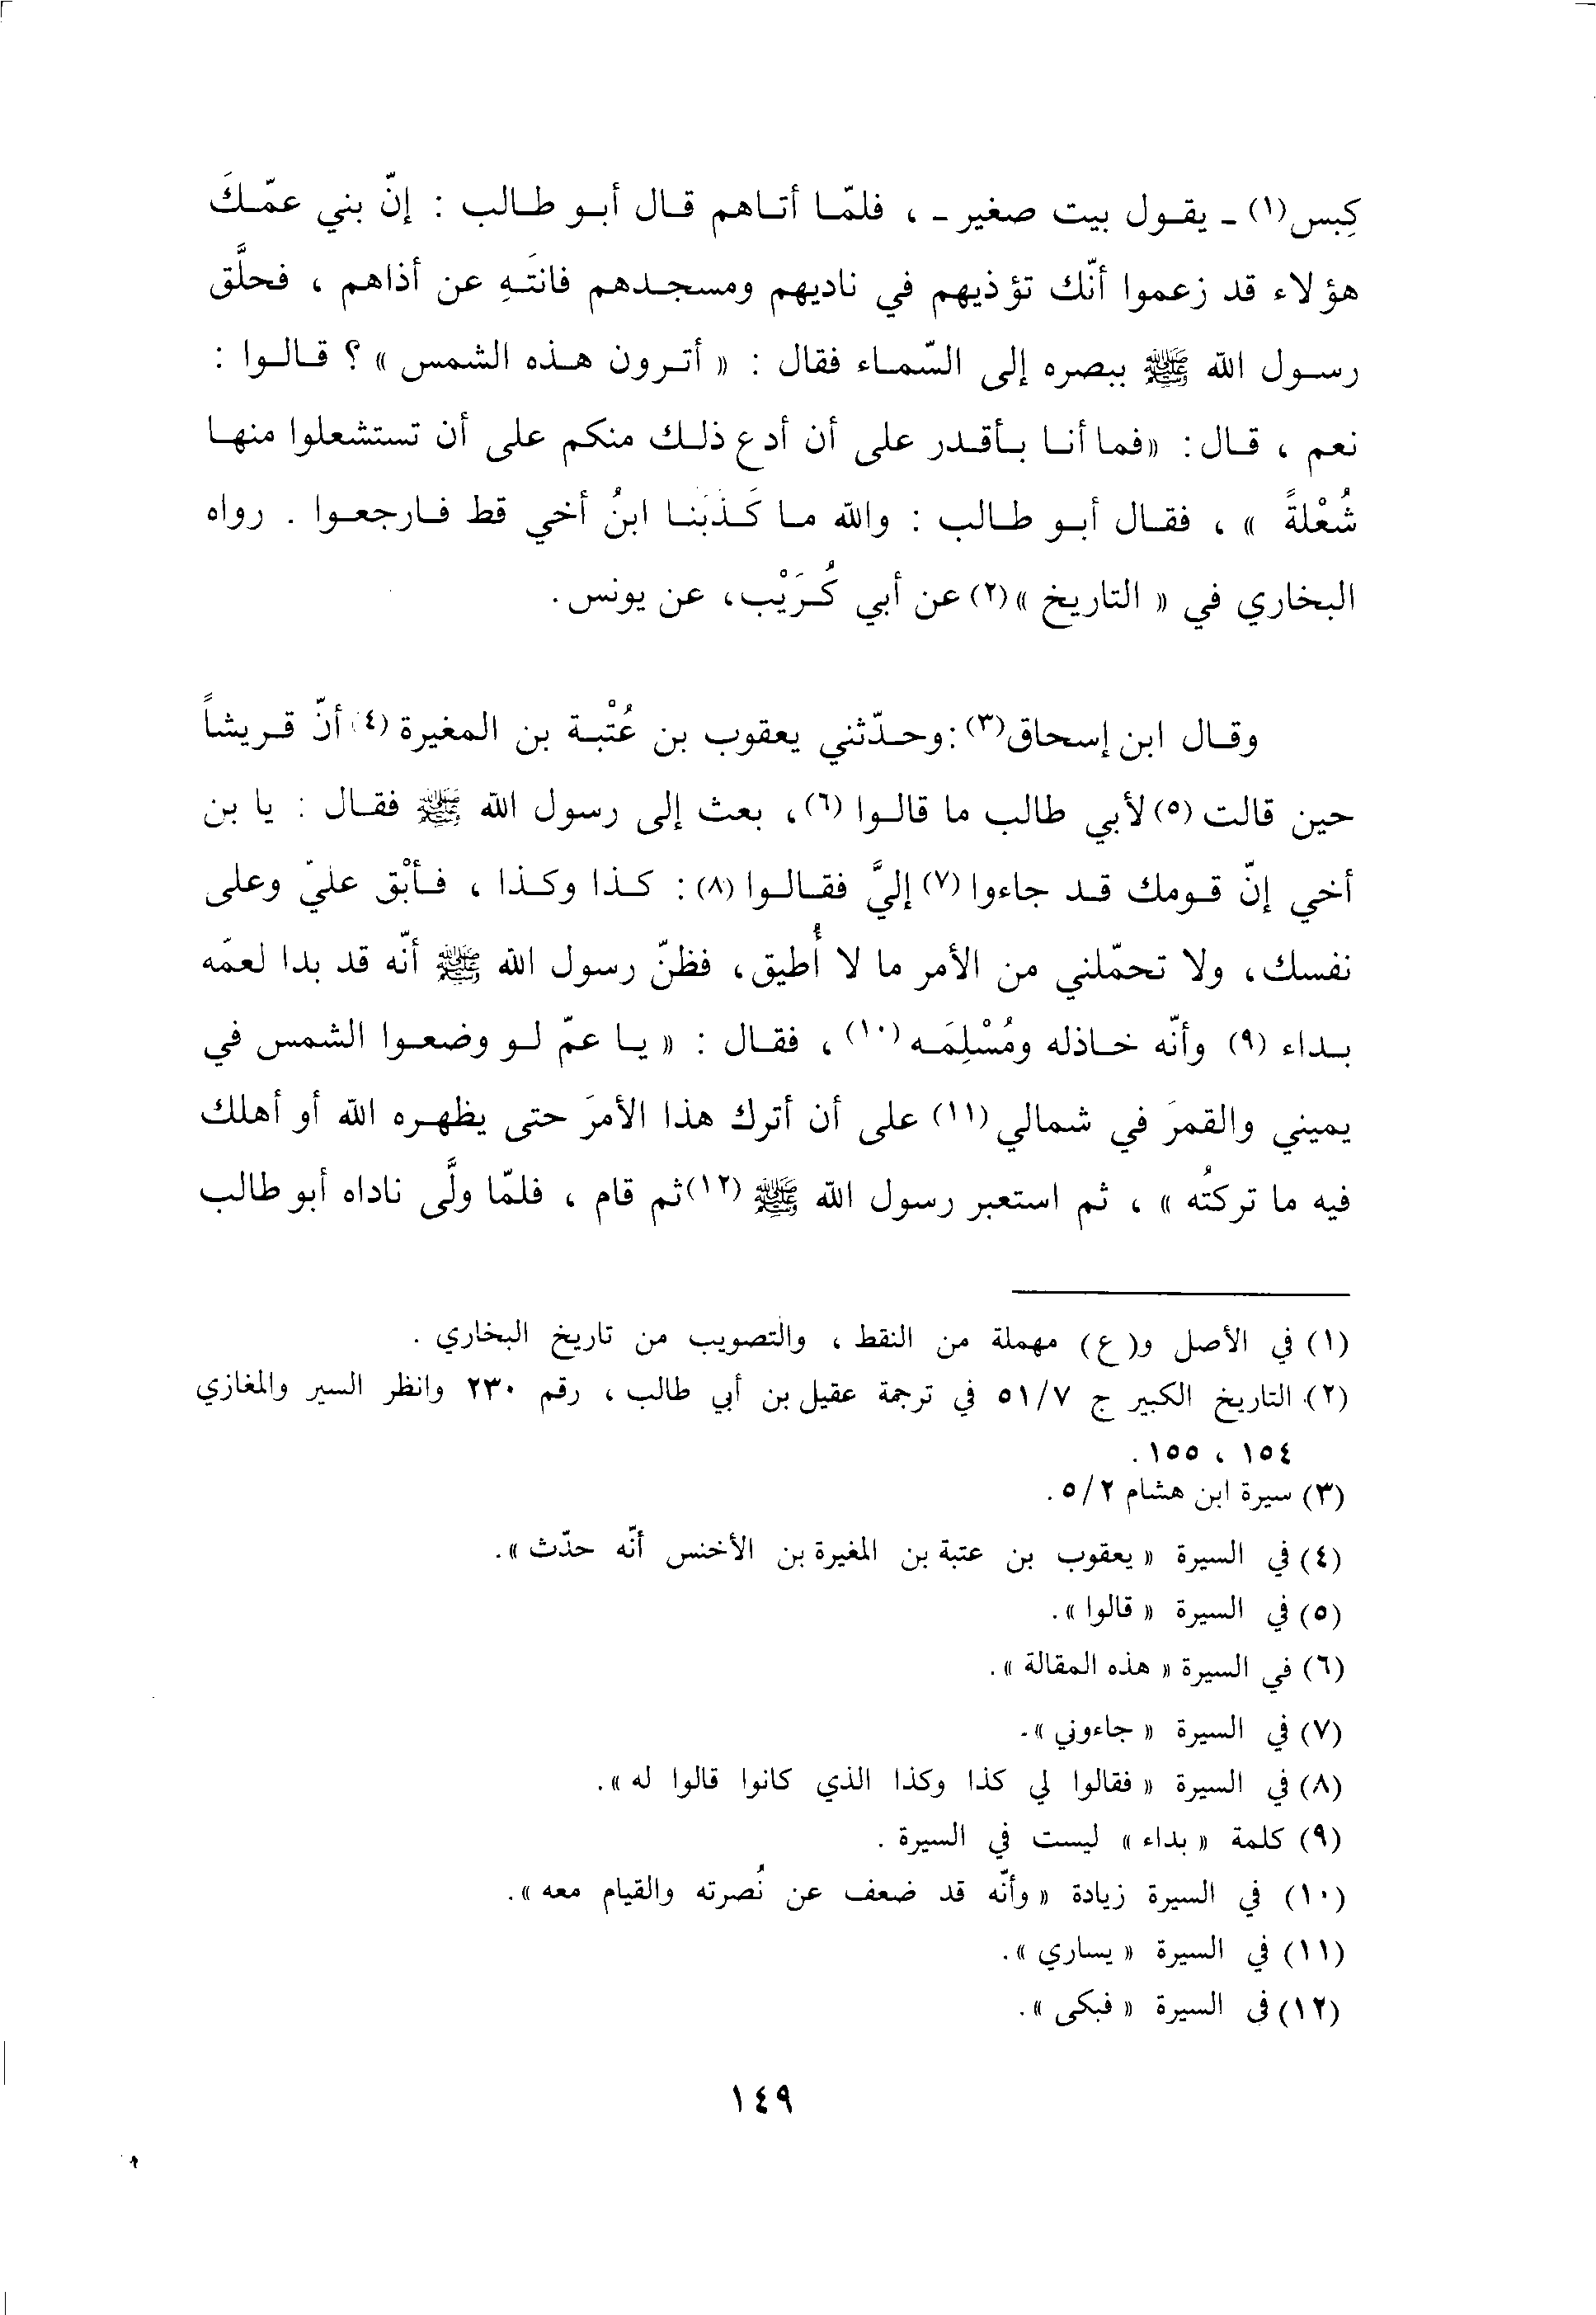 كِبس(١) ـ يقـول بيت صغير ـ ، فلمّـا أتـاهم قـال أبـو طـالب : إنّ بني عمّـكَ
هؤلاء قد زعموا أنّك تؤذيهم في ناديهم ومسجـدهم فانتَـهِ عن أذاهم ، فحلَّق
رسـول الله ﷺ ببصره إلى السّمـاء فقال : « أتـرون هـذه الشمس » ؟ قـالـوا :
نعم ، قـال : «فما أنـا بـأقـدر على أن أدع ذلـك منكم على أن تستشعلوا منهـا
شُعْلةً » ، فقـال أبـو طـالب : والله مـا كَـذَبَنـا ابنُ أخي قط فـارجعـوا . رواه
البخاري في « التاريخ »(٢) عن أبي كُـرَيْب، عن يونس.
وقـال ابن إسحاق(٣) :وحـدّثني يعقوب بن عُتْبـة بن المغيرة (٤) أنّ قـريشـاً
حين قالت (٥) لأبي طالب ما قالـوا (٦)، بعث إلى رسول الله ﷺ فقـال : يا بن
أخي إنّ قـومك قـد جاءوا (٧) إليَّ فقـالـوا (٨) : كـذا وكـذا ، فـأبْق عليّ وعلى
نفسك، ولا تحمّلني من الأمر ما لا أُطيق، فظنّ رسول الله ﷺ أنّه قد بدا لعمّه
بـداء (٩) وأنّه خـاذله ومُسْلِمَـه (١٠) ، فقـال : « يـا عمّ لـو وضعـوا الشمس في
يميني والقمرَ في شمالي (١١) على أن أترك هذا الأمرَ حتى يظهـره الله أو أهلك
فيه ما تركتُه » ، ثم استعبر رسول الله ﷺ (١٢) ثم قام ، فلمّا ولَّى ناداه أبو طالب
(١) في الأصل و( ع ) مهملة من النقط ، والتصويب من تاريخ البخاري .
(٢) التاريخ الكبير ج ٥١/٧ في ترجمة عقيل بن أبي طالب ، رقم ٢٣٠ وانظر السير والمغازي
١٥٤ ، ١٥٥ .
(٣) سيرة ابن هشام ٥/٢ .
(٤) في السيرة « يعقوب بن عتبة بن المغيرة بن الأخنس أنّه حدّث ».
(٥) في السيرة « قالوا ».
(٦) في السيرة « هذه المقالة ».
(٧) في السيرة « جاءوني ».
(٨) في السيرة « فقالوا لي كذا وكذا الذي كانوا قالوا له ».
(٩) كلمة « بداء » ليست في السيرة .
(١٠) في السيرة زيادة « وأنّه قد ضعف عن نُصرته والقيام معه ».
(١١) في السيرة « يساري ».
(١٢) في السيرة « فبكى ».
١٤٩